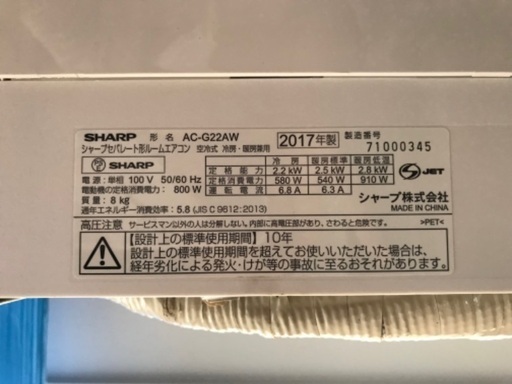 SHARP 形名 AC-G22AW 2017年製 製造番号 71000345
シャープセパレート形ルームエアコン 空冷式 冷房・暖房兼用
SHARP
冷房 暖房標準 暖房低温
定格能力 2.2 kW 2.5 kW 2.8 kW
定格消費電力 580 W 540 W 910 W
運転電流 6.8 A 6.3 A
JET
電源:単相 100 V 50/60 Hz
電動機の定格消費電力: 800 W
質量:8 kg
通年エネルギー消費効率:5.8 (JIS C 9612:2013)
シャープ株式会社
MADE IN CHINA
高圧注意 サービスマン以外の人は分解しない。内部に高電圧部があり、さわると危険。
>PET<
【設計上の標準使用期間】10年
設計上の標準使用期間を超えてお使いいただいた場合は、
経年劣化による発火・けが等の事故に至るおそれがあります。